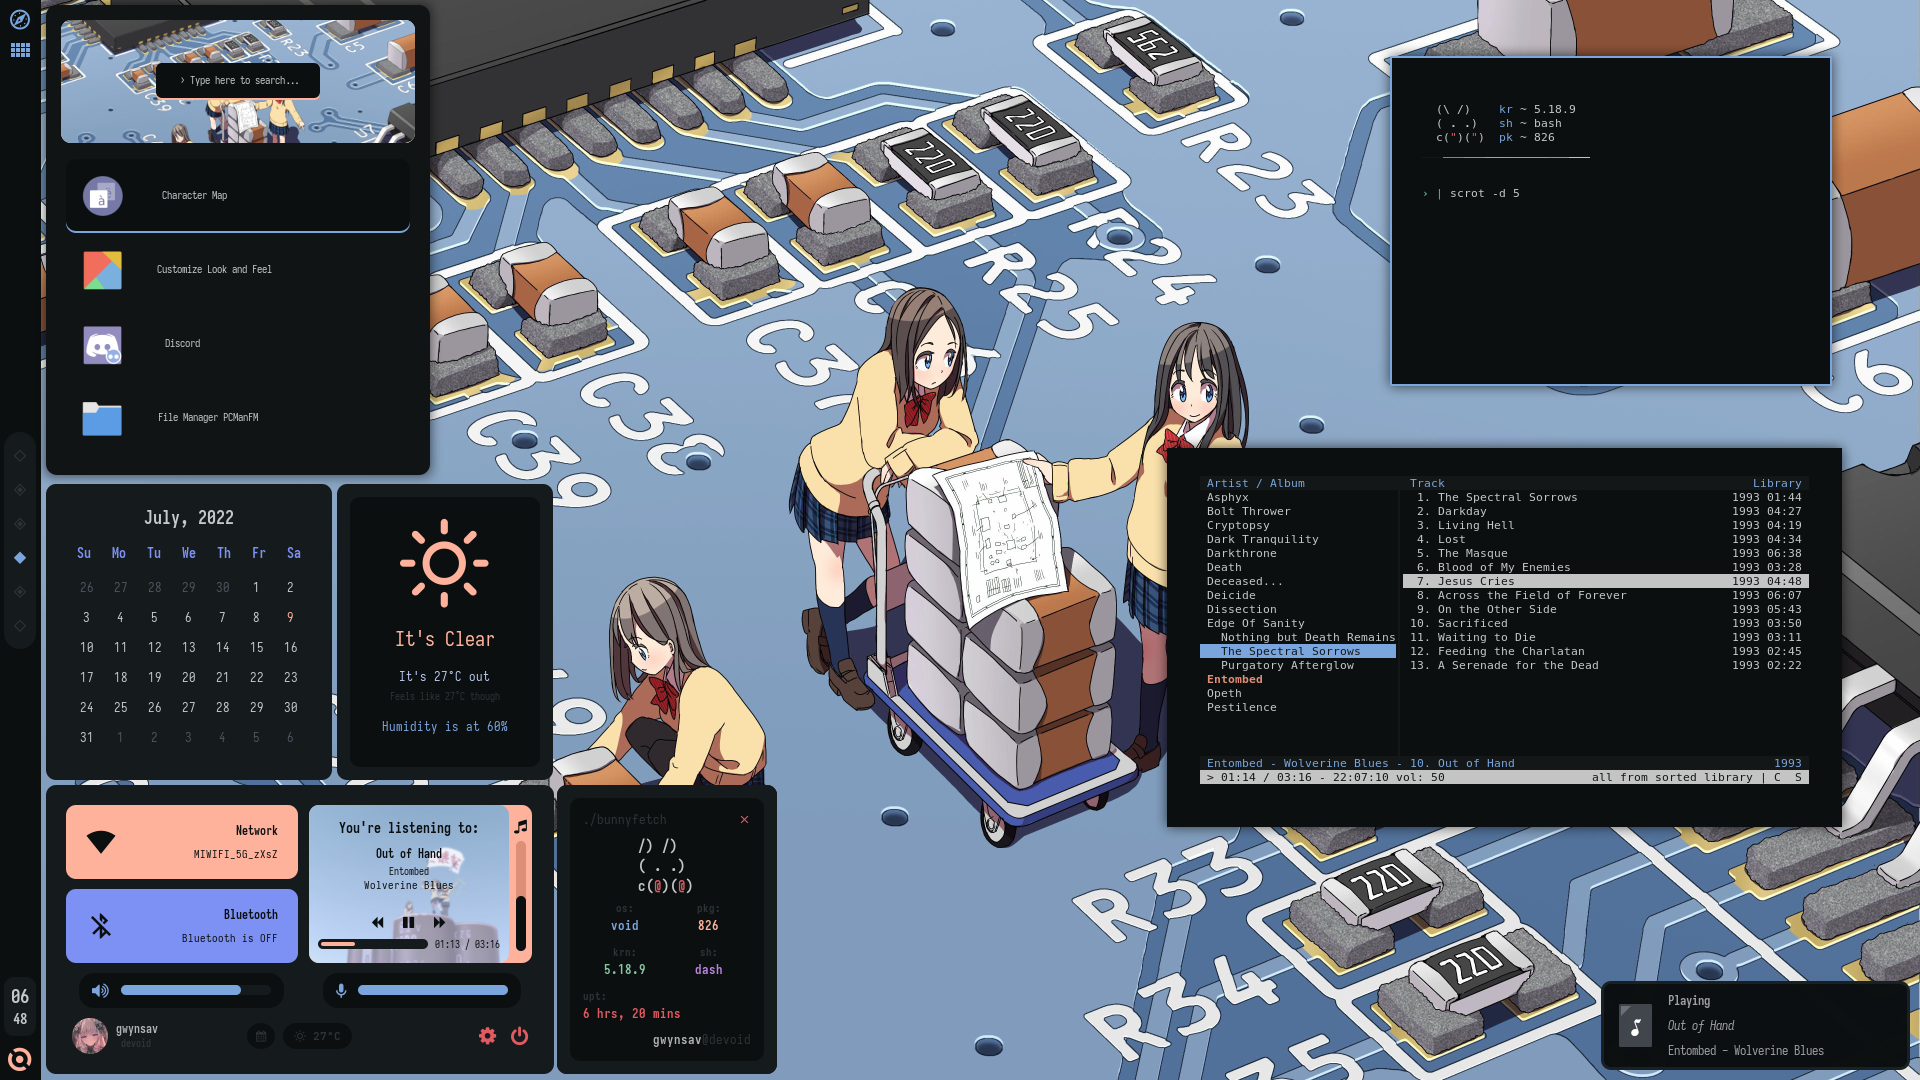 › Type here to search...
Character Map
Customize Look and Feel
Discord
File Manager PCManFM
July, 2022
Su Mo Tu We Th Fr Sa
26 27 28 29 30 1 2
3 4 5 6 7 8 9
10 11 12 13 14 15 16
17 18 19 20 21 22 23
24 25 26 27 28 29 30
31 1 2 3 4 5 6
It's Clear
It's 27°C out
Feels like 27°C though
Humidity is at 60%
Network
MIWIFI_5G_zXsZ
Bluetooth
Bluetooth is OFF
You're listening to:
Out of Hand
Entombed
Wolverine Blues
01:13 / 03:16
06
48
gwynsav
devoid
27°C
./bunnyfetch
/) /)
( . .)
c(@)(@)
os: pkg:
void 826
krn: sh:
5.18.9 dash
upt:
6 hrs, 20 mins
gwynsav@devoid
(\ /) kr ~ 5.18.9
( . .) sh ~ bash
c(")(") pk ~ 826
› | scrot -d 5
Artist / Album Track Library
Asphyx 1. The Spectral Sorrows 1993 01:44
Bolt Thrower 2. Darkday 1993 04:27
Cryptopsy 3. Living Hell 1993 04:19
Dark Tranquility 4. Lost 1993 04:34
Darkthrone 5. The Masque 1993 06:38
Death 6. Blood of My Enemies 1993 03:28
Deceased... 7. Jesus Cries 1993 04:48
Deicide 8. Across the Field of Forever 1993 06:07
Dissection 9. On the Other Side 1993 05:43
Edge Of Sanity 10. Sacrificed 1993 03:50
Nothing but Death Remains 11. Waiting to Die 1993 03:11
The Spectral Sorrows 12. Feeding the Charlatan 1993 02:45
Purgatory Afterglow 13. A Serenade for the Dead 1993 02:22
Entombed
Opeth
Pestilence
Entombed - Wolverine Blues - 10. Out of Hand 1993
> 01:14 / 03:16 - 22:07:10 vol: 50 all from sorted library | C S
Playing
Out of Hand
Entombed - Wolverine Blues
562
220
220
R23
R24
R25
C38
C39
R33
R34
220
220